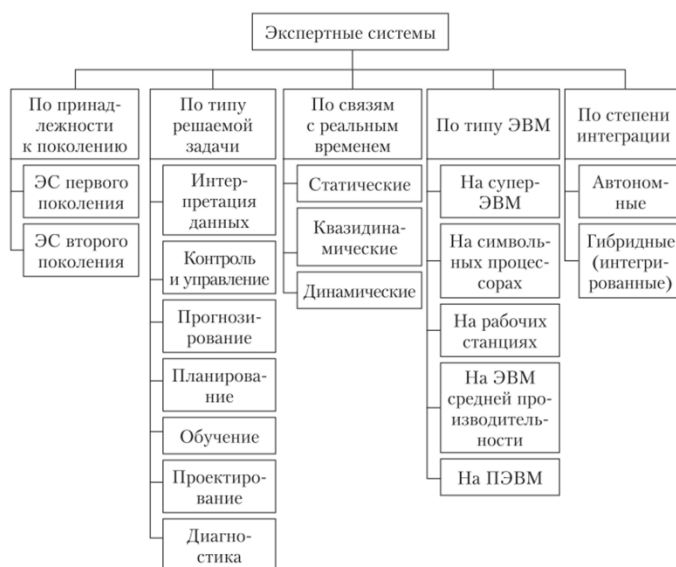 Экспертные системы
По принад-
лежности
к поколению
ЭС первого
поколения
ЭС второго
поколения
По типу
решаемой
задачи
Интер-
претация
данных
Контроль
и управление
Прогнози-
рование
Планирова-
ние
Обучение
Проектиро-
вание
Диагно-
стика
По связям
с реальным
временем
Статические
Квазидина-
мические
Динамические
По типу ЭВМ
На супер-
ЭВМ
На символь-
ных процес-
сорах
На рабочих
станциях
На ЭВМ
средней про-
изводитель-
ности
На ПЭВМ
По степени
интеграции
Автоном-
ные
Гибридные
(интегри-
рованные)